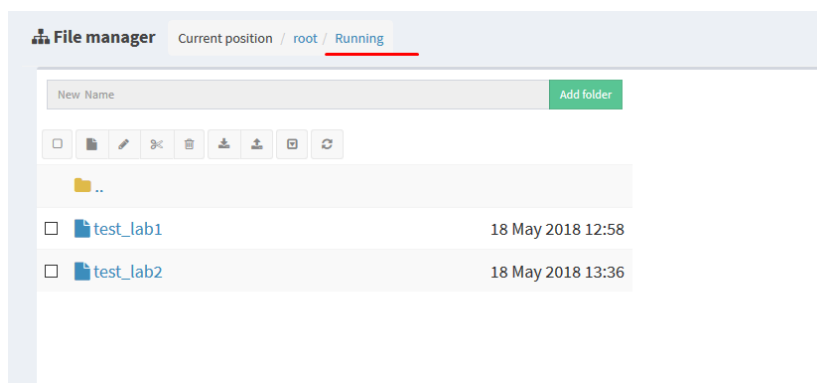 File manager Current position / root / Running
New Name Add folder
..
test_lab1 18 May 2018 12:58
test_lab2 18 May 2018 13:36